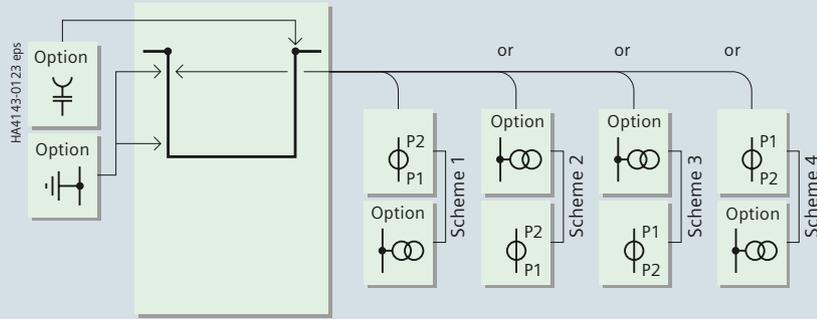 HA4143-0123 eps
Option
Option
or
or
or
P2
P1
Option
Scheme 1
Option
P2
P1
Scheme 2
Option
P1
P2
Scheme 3
P1
P2
Option
Scheme 4